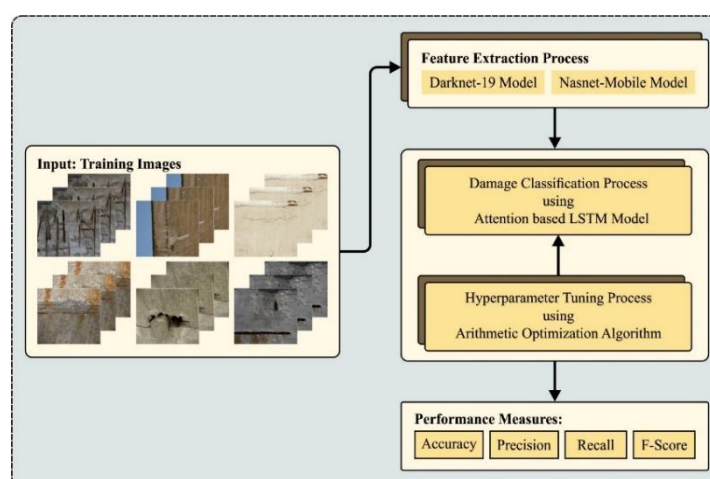 Feature Extraction Process
Darknet-19 Model
Nasnet-Mobile Model
Input: Training Images
Damage Classification Process
using
Attention based LSTM Model
Hyperparameter Tuning Process
using
Arithmetic Optimization Algorithm
Performance Measures:
Accuracy
Precision
Recall
F-Score